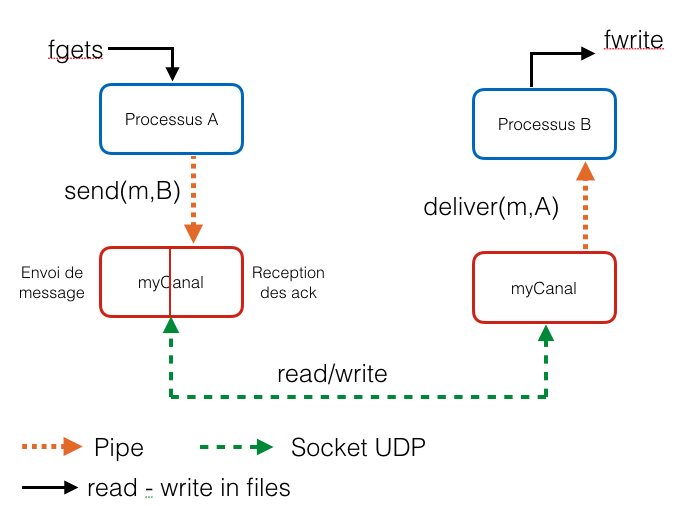 fgets
fwrite
Processus A
Processus B
send(m,B)
deliver(m,A)
Envoi de
message
myCanal
Reception
des ack
myCanal
read/write
Pipe
Socket UDP
read - write in files